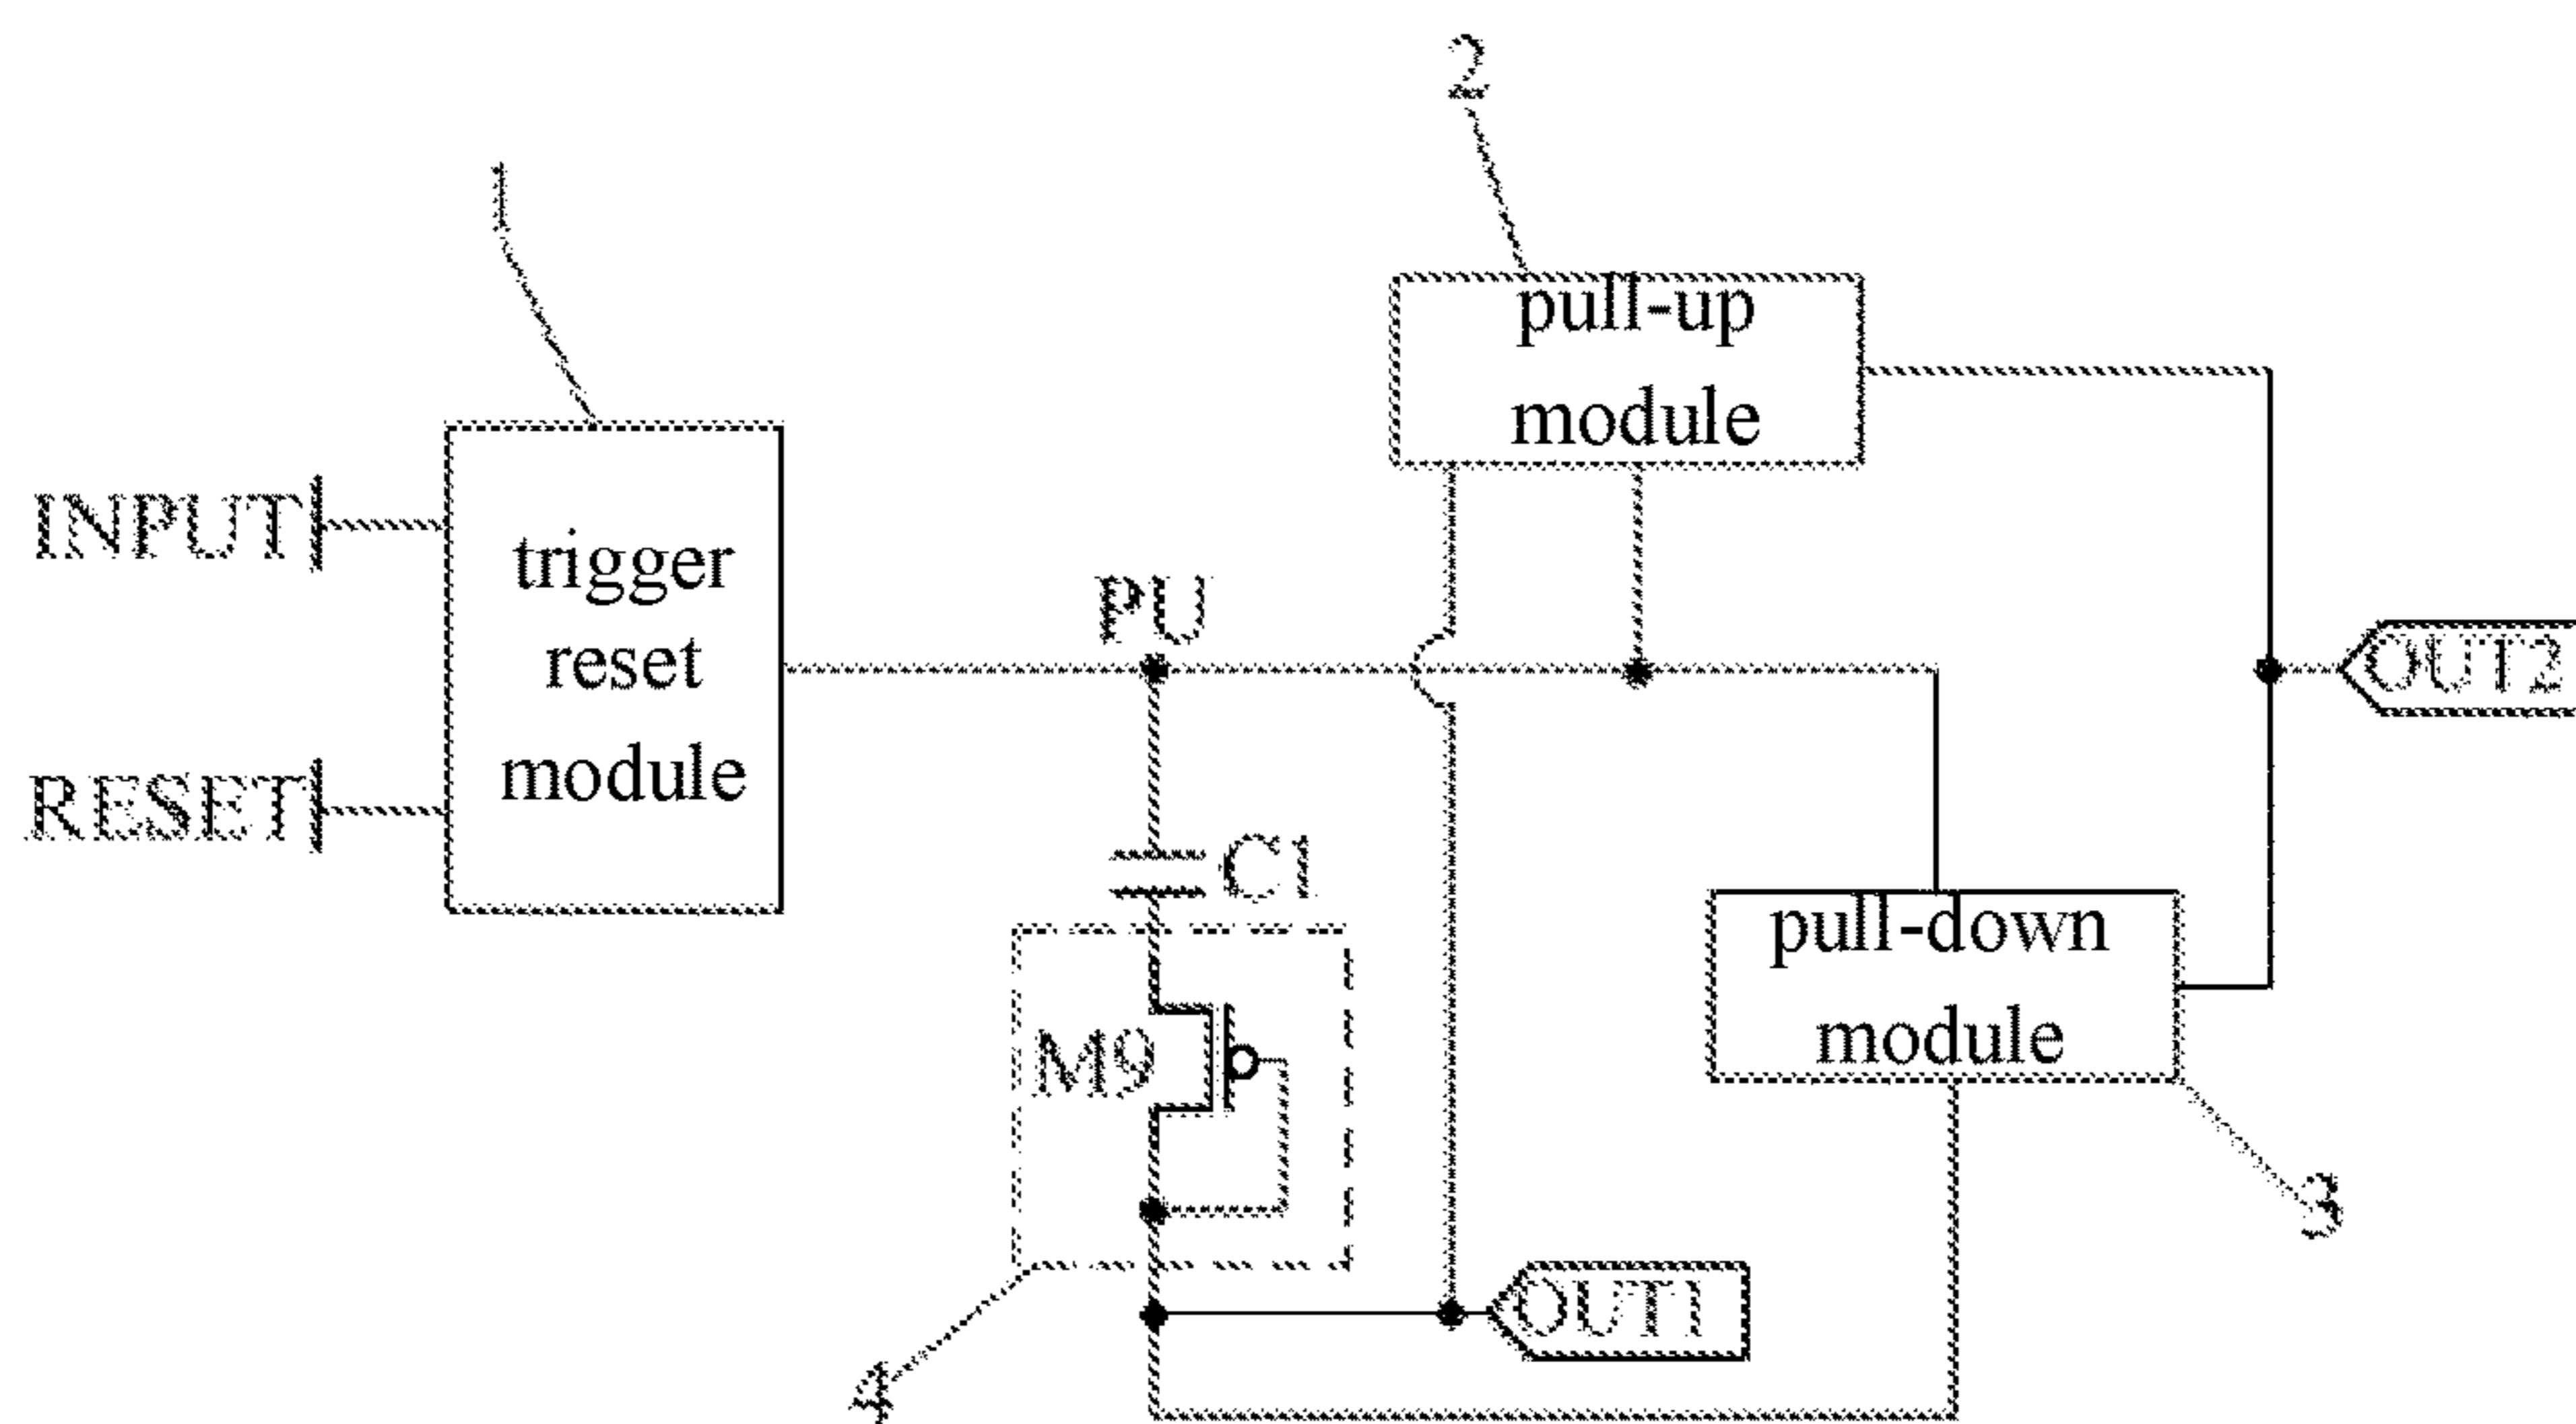 2
1
pull-up
module
INPUT
trigger
reset
module
PU
OUT2
RESET
C1
pull-down
module
M9
3
OUT1
4